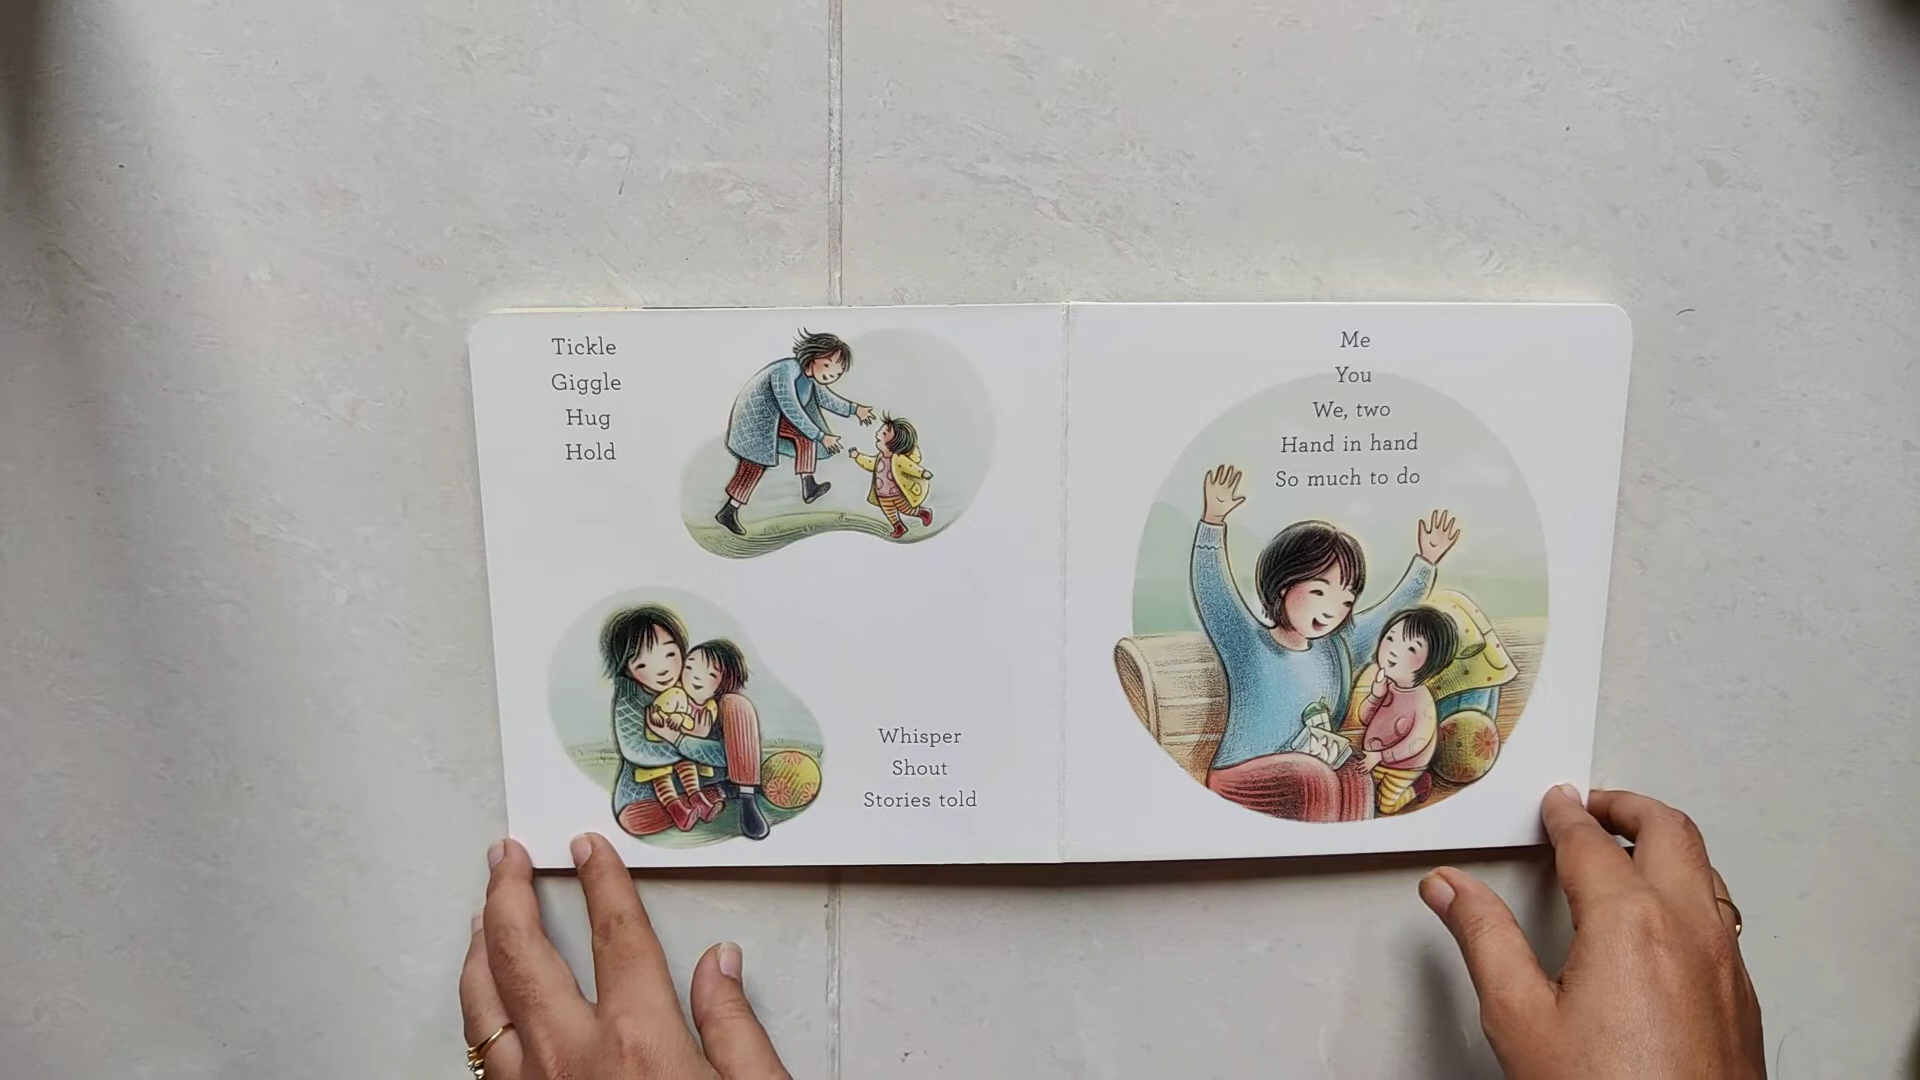 Tickle
Giggle
Hug
Hold
Whisper
Shout
Stories told
Me
You
We, two
Hand in hand
So much to do